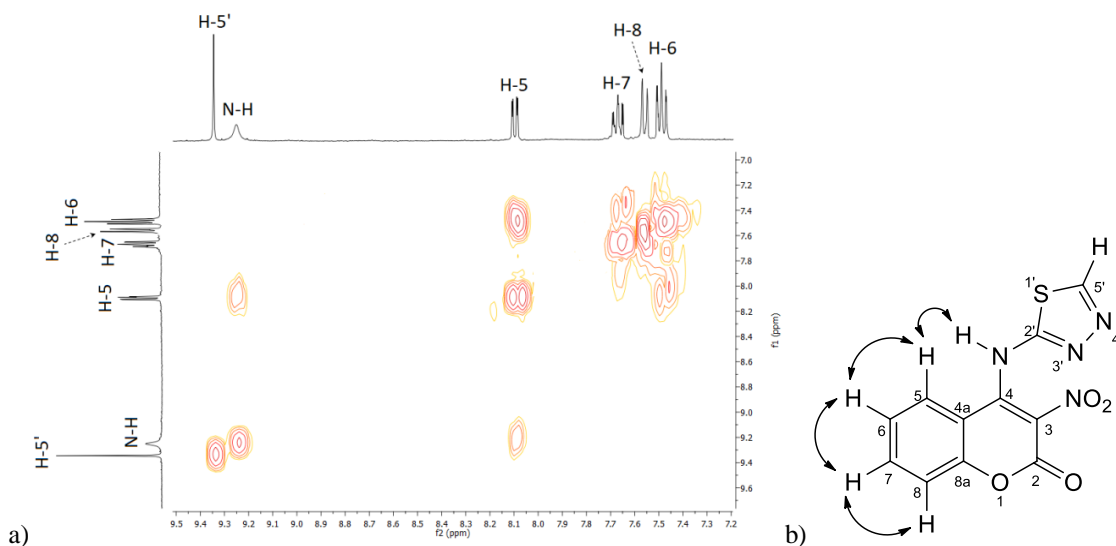 H-5'
N-H
H-5
H-7
H-8
H-6
H-6
H-8
H-7
H-5
N-H
H-5'
7.0
7.2
7.4
7.6
7.8
8.0
8.2
8.4
8.6
8.8
9.0
9.2
9.4
9.6
f1 (ppm)
9.5 9.4 9.3 9.2 9.1 9.0 8.9 8.8 8.7 8.6 8.5 8.4 8.3 8.2 8.1 8.0 7.9 7.8 7.7 7.6 7.5 7.4 7.3 7.2
f2 (ppm)
a)
H
S 1' 5'
H N 2' N 4'
H 3' N
5 4 NO2
H 4a
6 3
H 7 8a 2
8 O 1 O
H
b)